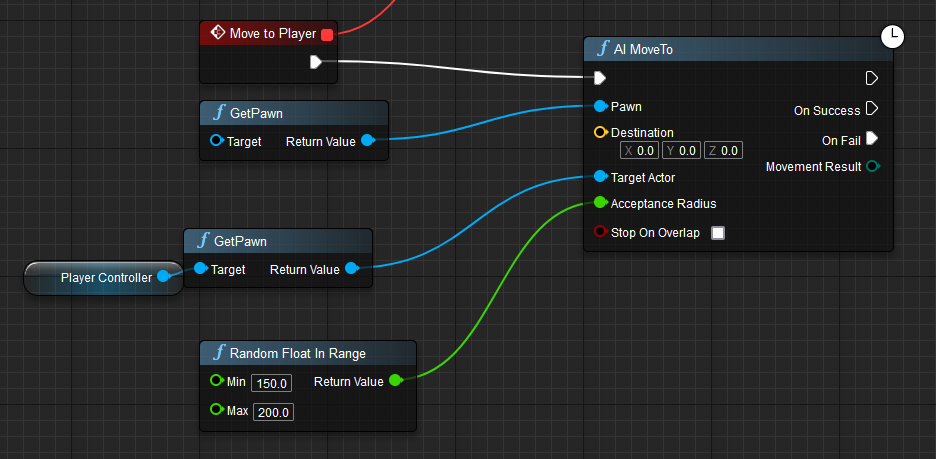 Move to Player
GetPawn
Target Return Value
GetPawn
Player Controller
Target Return Value
Random Float In Range
Min 150.0 Return Value
Max 200.0
f AI MoveTo
Pawn
On Success
Destination
X 0.0 Y 0.0 Z 0.0
On Fail
Movement Result
Target Actor
Acceptance Radius
Stop On Overlap